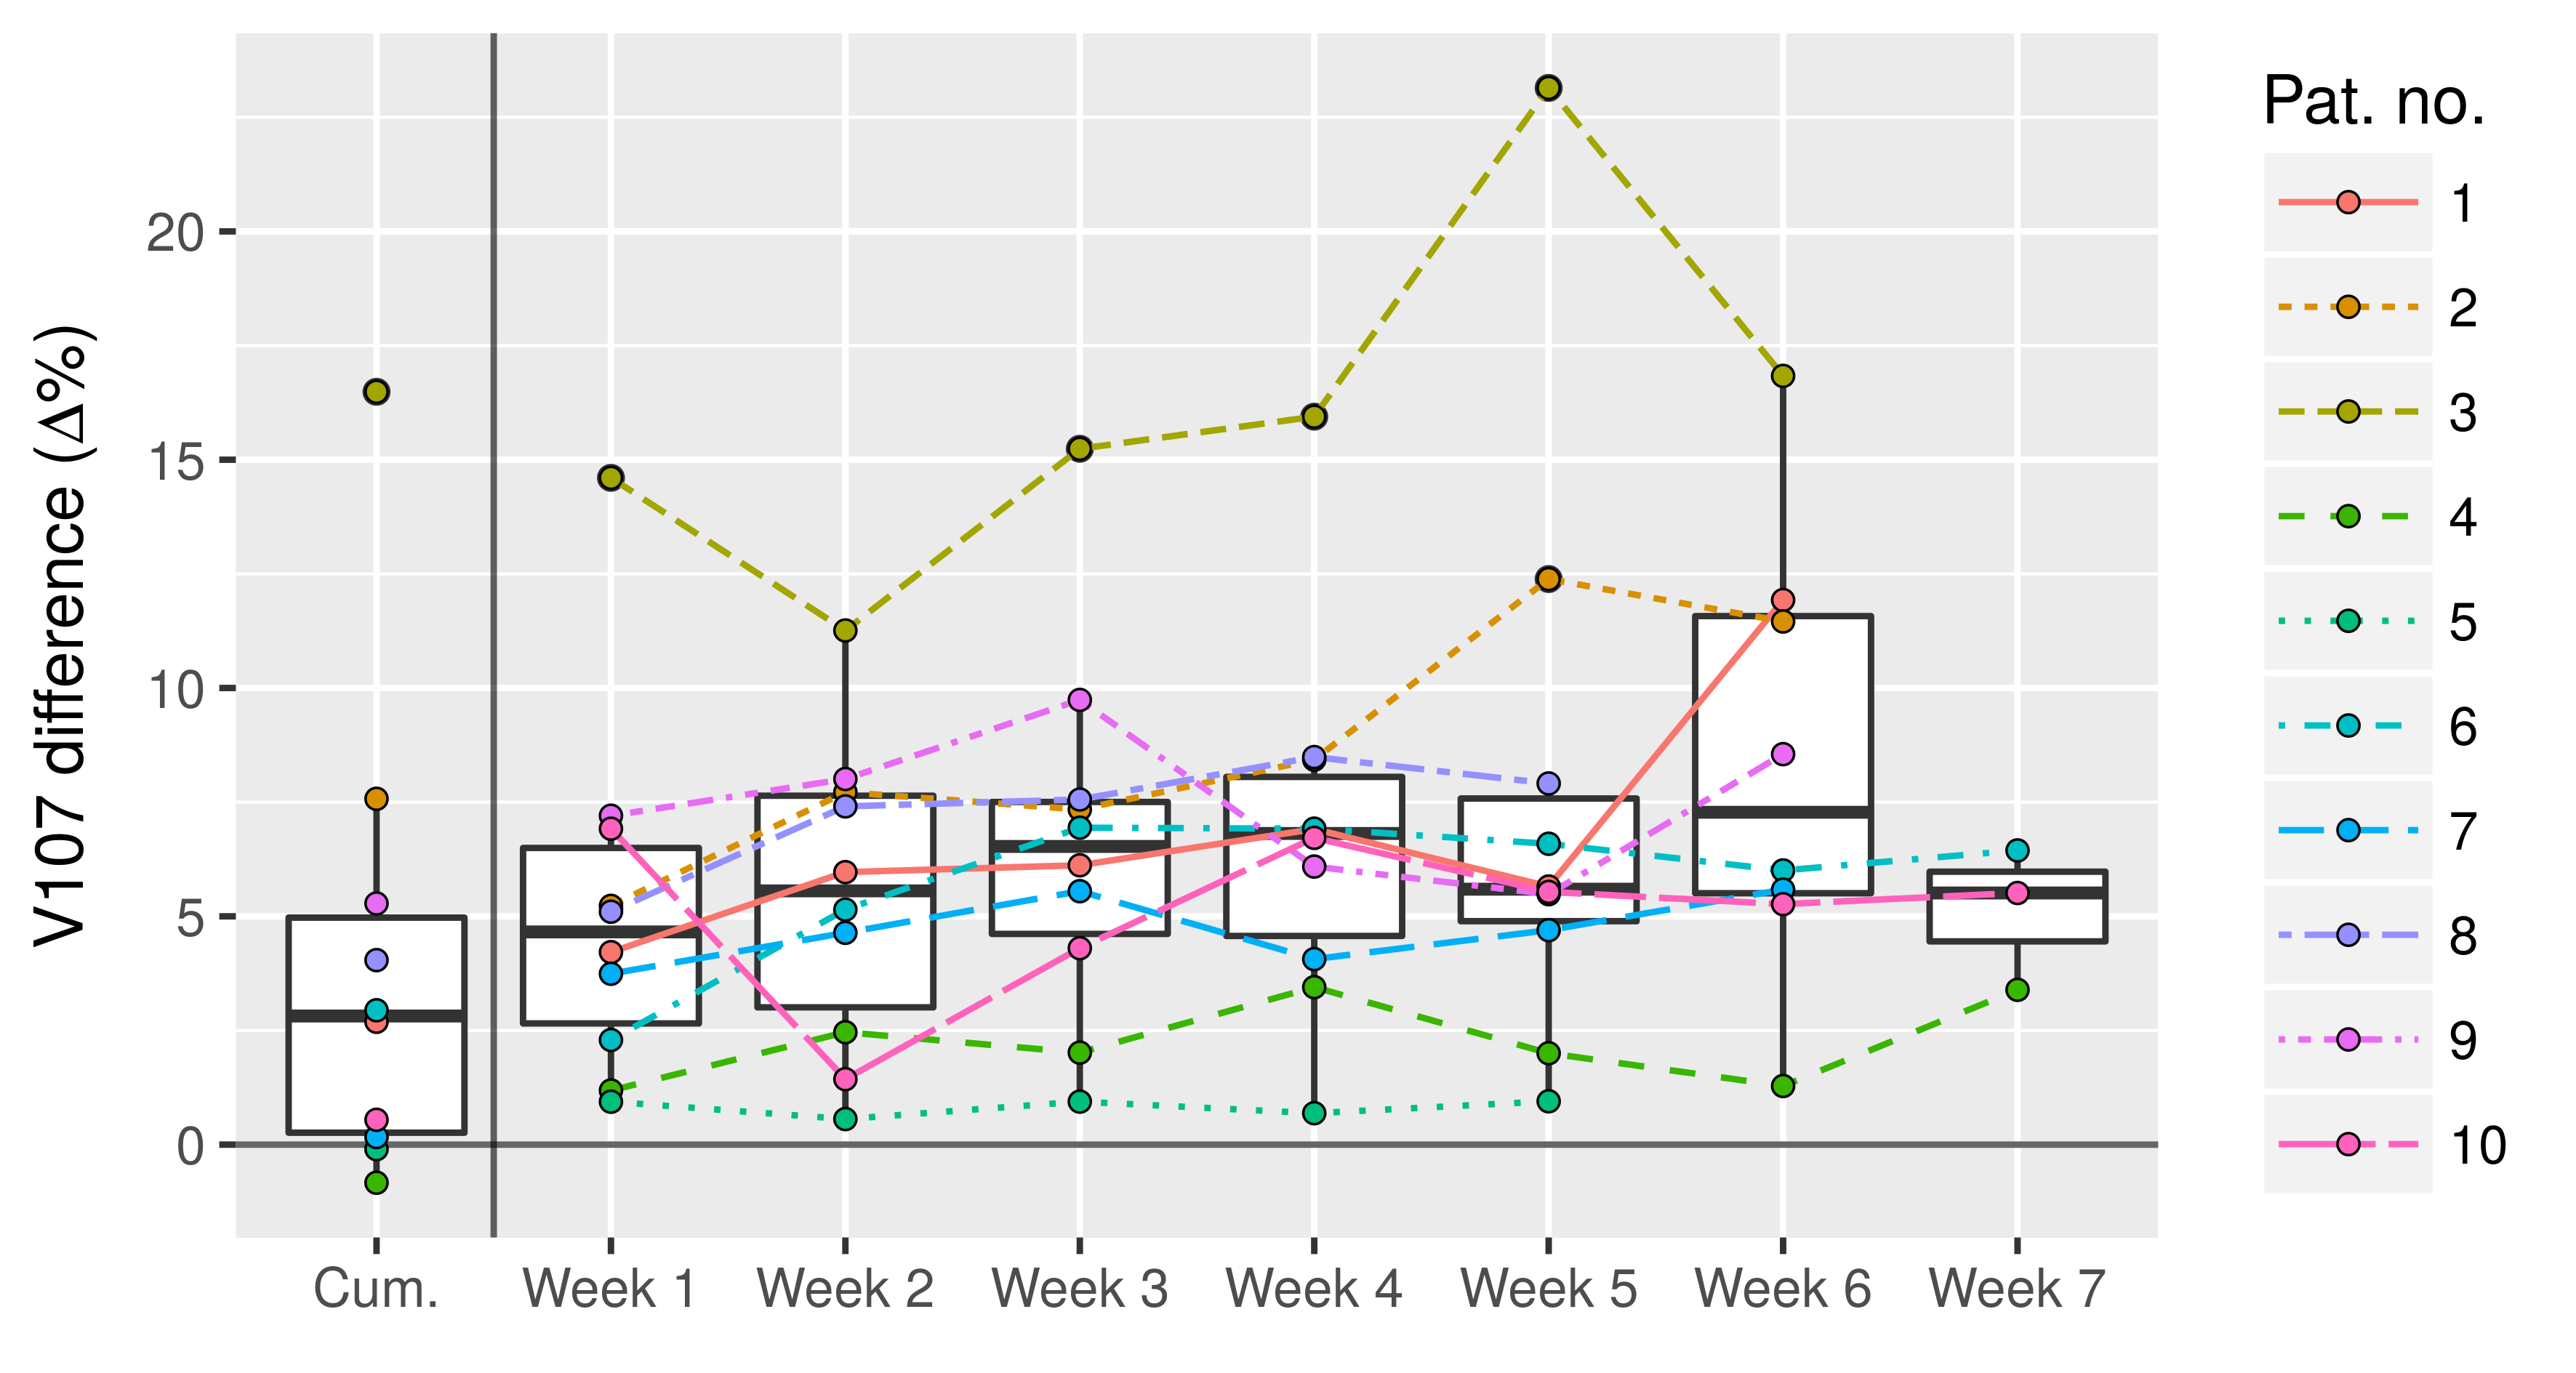 V107 difference (Δ%)
20
15
10
5
0
Cum.
Week 1
Week 2
Week 3
Week 4
Week 5
Week 6
Week 7
Pat. no.
1
2
3
4
5
6
7
8
9
10